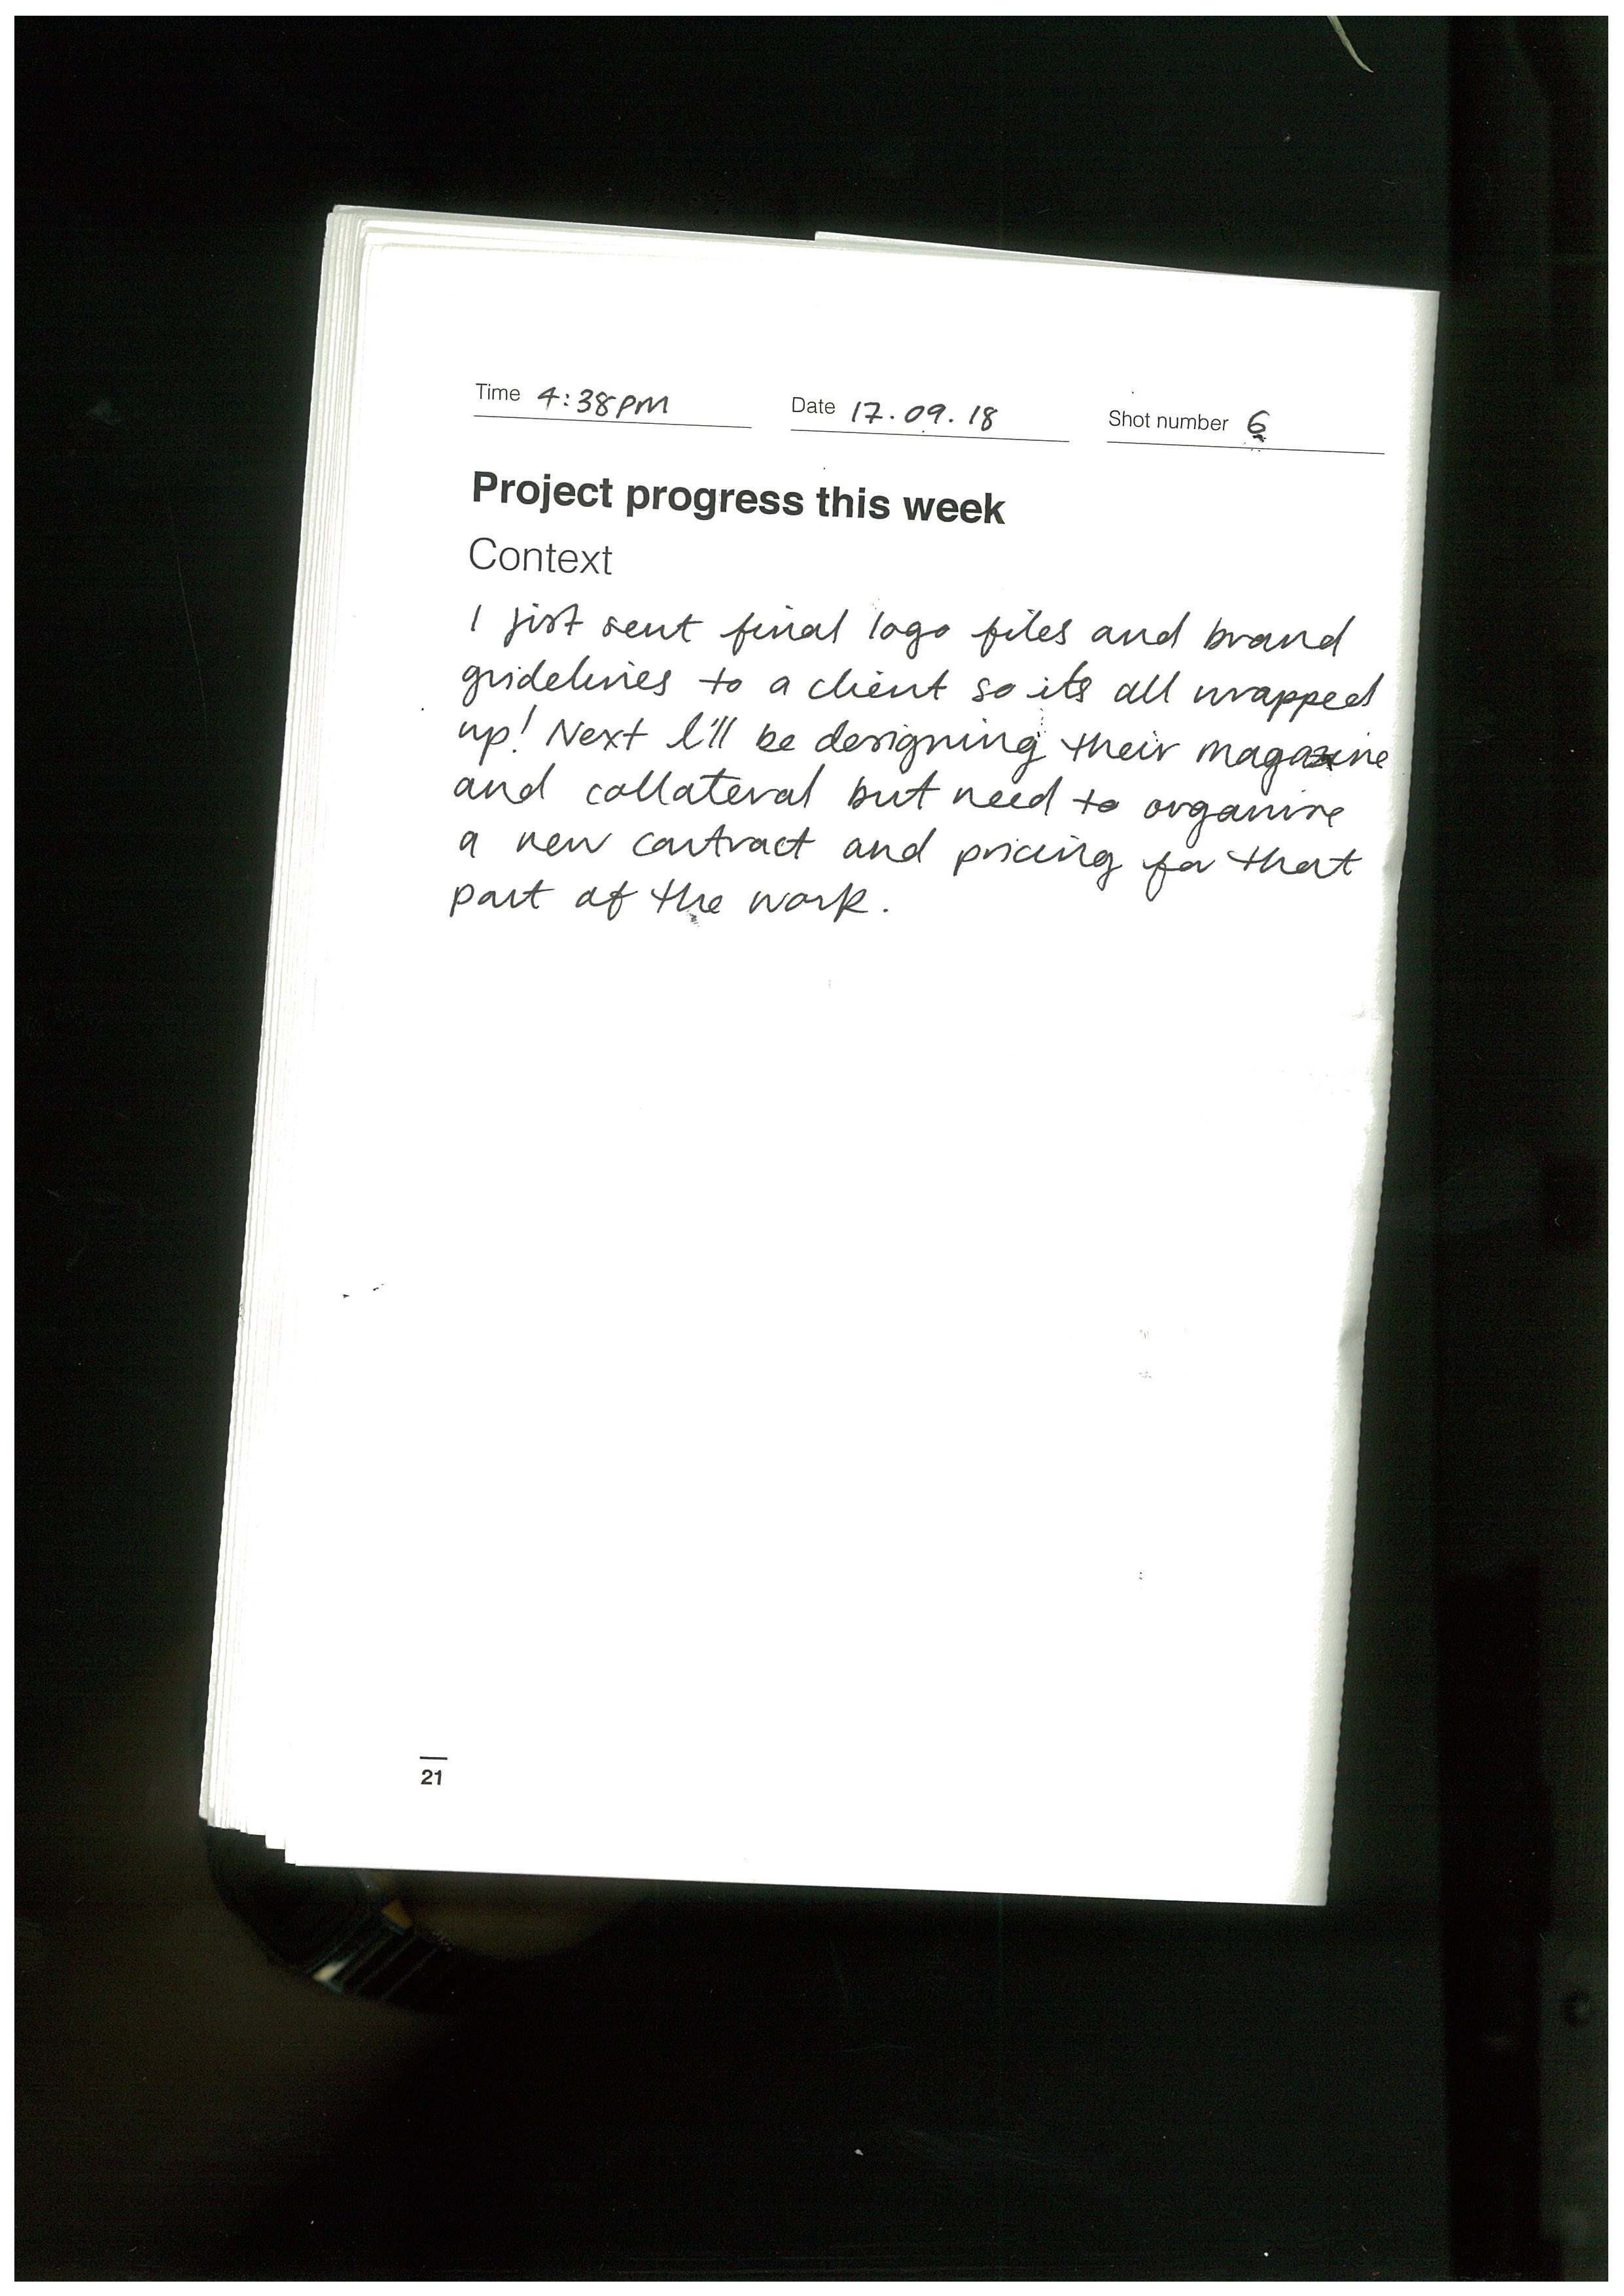 Time 4:38PM Date 17.09.18 Shot number 6
Project progress this week
Context
I just sent final logo files and brand
guidelines to a client so its all wrapped
up! Next I'll be designing their magazine
and collateral but need to organise
a new contract and pricing for that
part of the work.
21